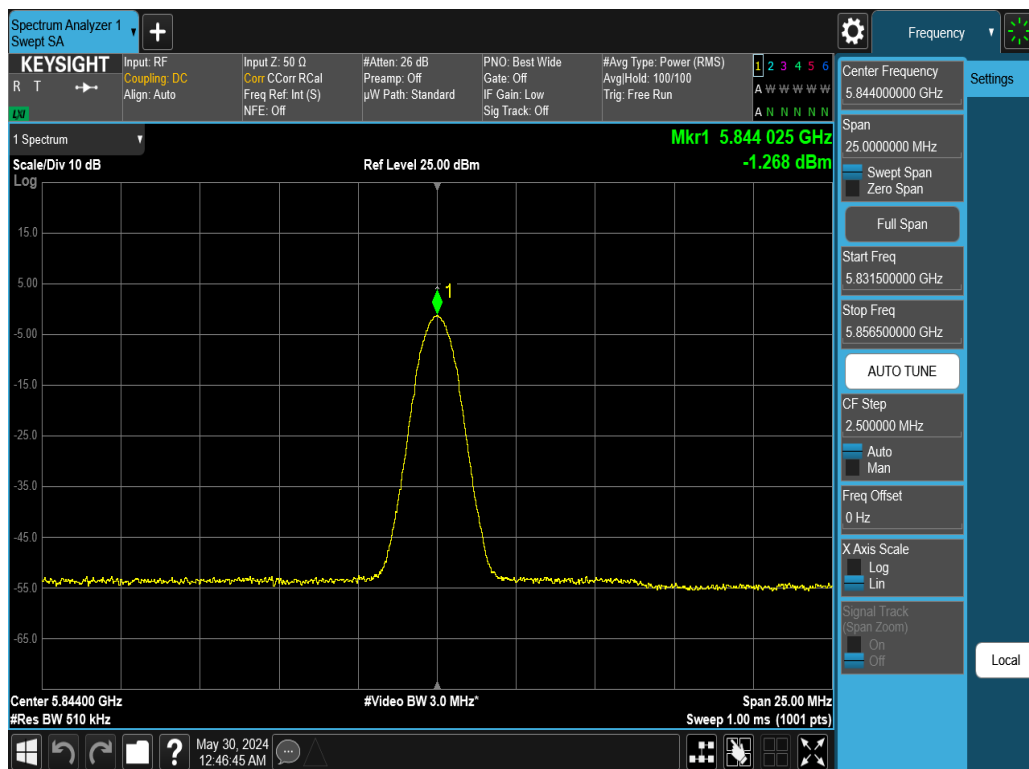 Spectrum Analyzer 1
Swept SA
+
Frequency
KEYSIGHT
R T
LXI
Input: RF
Coupling: DC
Align: Auto
Input Z: 50 Ω
Corr CCorr RCal
Freq Ref: Int (S)
NFE: Off
#Atten: 26 dB
Preamp: Off
µW Path: Standard
PNO: Best Wide
Gate: Off
IF Gain: Low
Sig Track: Off
#Avg Type: Power (RMS)
Avg|Hold: 100/100
Trig: Free Run
1 2 3 4 5 6
A W W W W W
A N N N N N
1 Spectrum
Scale/Div 10 dB
Log
Ref Level 25.00 dBm
Mkr1 5.844 025 GHz
-1.268 dBm
15.0
5.00
-5.00
-15.0
-25.0
-35.0
-45.0
-55.0
-65.0
1
Center 5.84400 GHz
#Res BW 510 kHz
#Video BW 3.0 MHz*
Span 25.00 MHz
Sweep 1.00 ms (1001 pts)
Center Frequency
5.844000000 GHz
Span
25.0000000 MHz
Swept Span
Zero Span
Full Span
Start Freq
5.831500000 GHz
Stop Freq
5.856500000 GHz
AUTO TUNE
CF Step
2.500000 MHz
Auto
Man
Freq Offset
0 Hz
X Axis Scale
Log
Lin
Signal Track
(Span Zoom)
On
Off
Settings
Local
?
May 30, 2024
12:46:45 AM